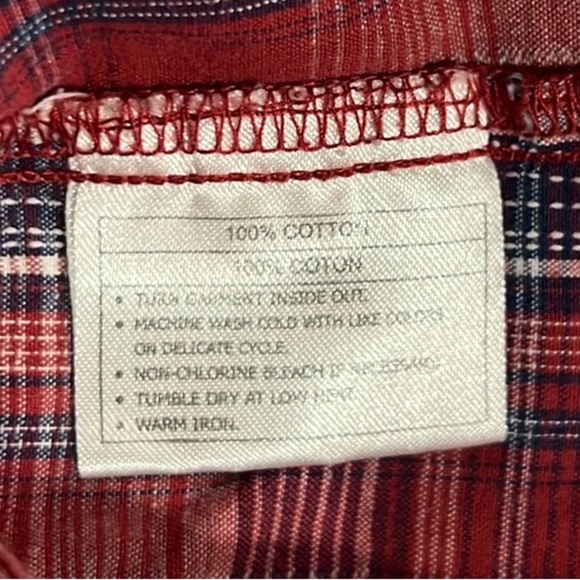 100% COTTON
100% COTON
• TURN GARMENT INSIDE OUT.
• MACHINE WASH COLD WITH LIKE COLORS
ON DELICATE CYCLE.
• NON-CHLORINE BLEACH IF NECESSARY.
• TUMBLE DRY AT LOW HEAT.
• WARM IRON.